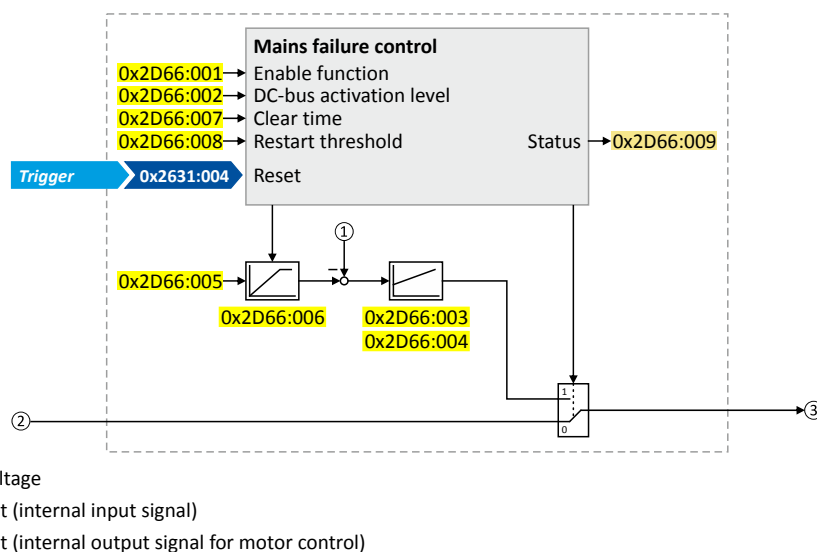 Mains failure control
0x2D66:001 Enable function
0x2D66:002 DC-bus activation level
0x2D66:007 Clear time
0x2D66:008 Restart threshold Status 0x2D66:009
Trigger 0x2631:004 Reset
1
0x2D66:005
0x2D66:006 0x2D66:003
0x2D66:004
1
2 3
0
(internal input signal)
(internal output signal for motor control)